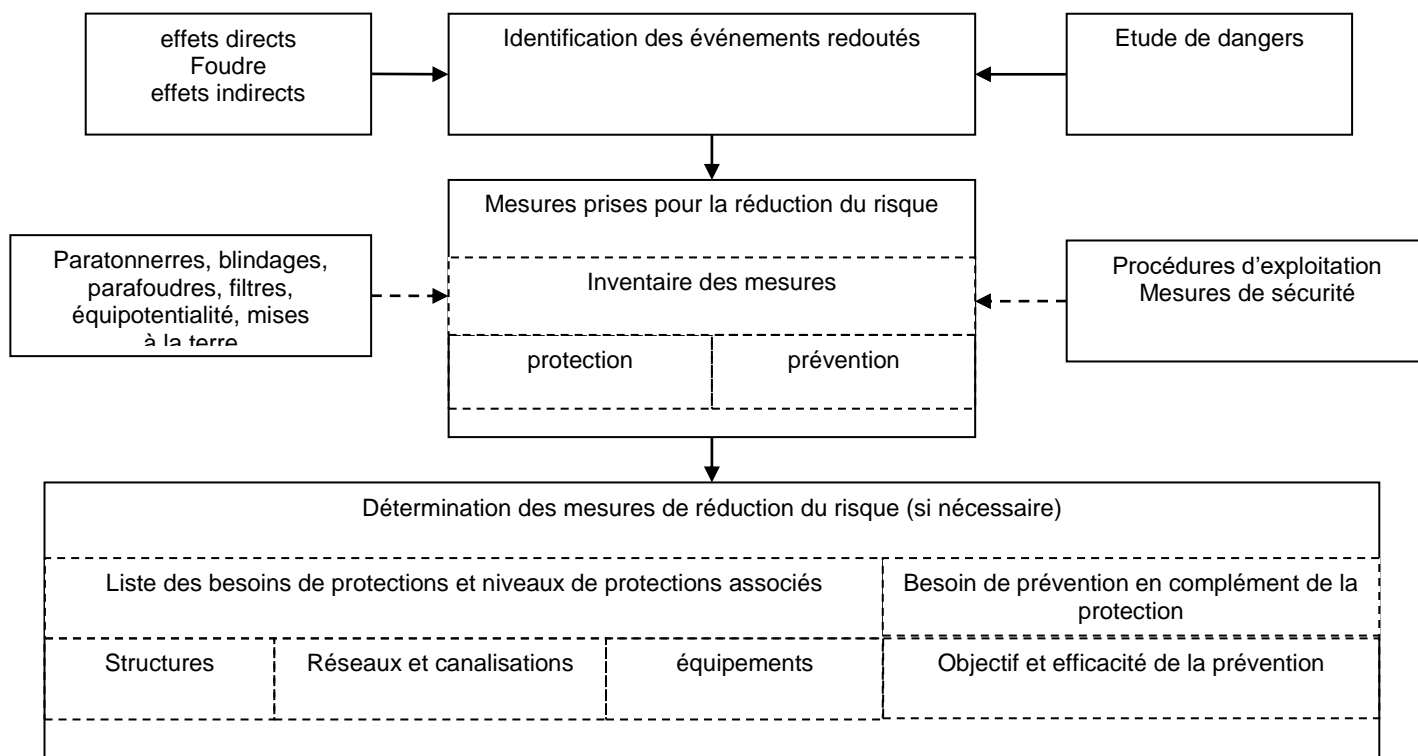 effets directs
Foudre
effets indirects
Identification des événements redoutés
Etude de dangers
Mesures prises pour la réduction du risque
Paratonnerres, blindages,
parafoudres, filtres,
équipotentialité, mises
à la terre
Inventaire des mesures
protection
prévention
Procédures d’exploitation
Mesures de sécurité
Détermination des mesures de réduction du risque (si nécessaire)
Liste des besoins de protections et niveaux de protections associés
Besoin de prévention en complément de la
protection
Structures
Réseaux et canalisations
équipements
Objectif et efficacité de la prévention